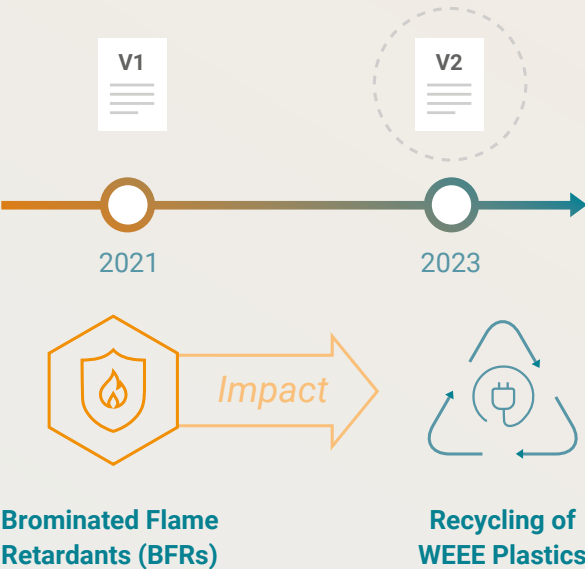 V1
V2
2021
2023
Impact
Brominated Flame
Retardants (BFRs)
Recycling of
WEEE Plastics